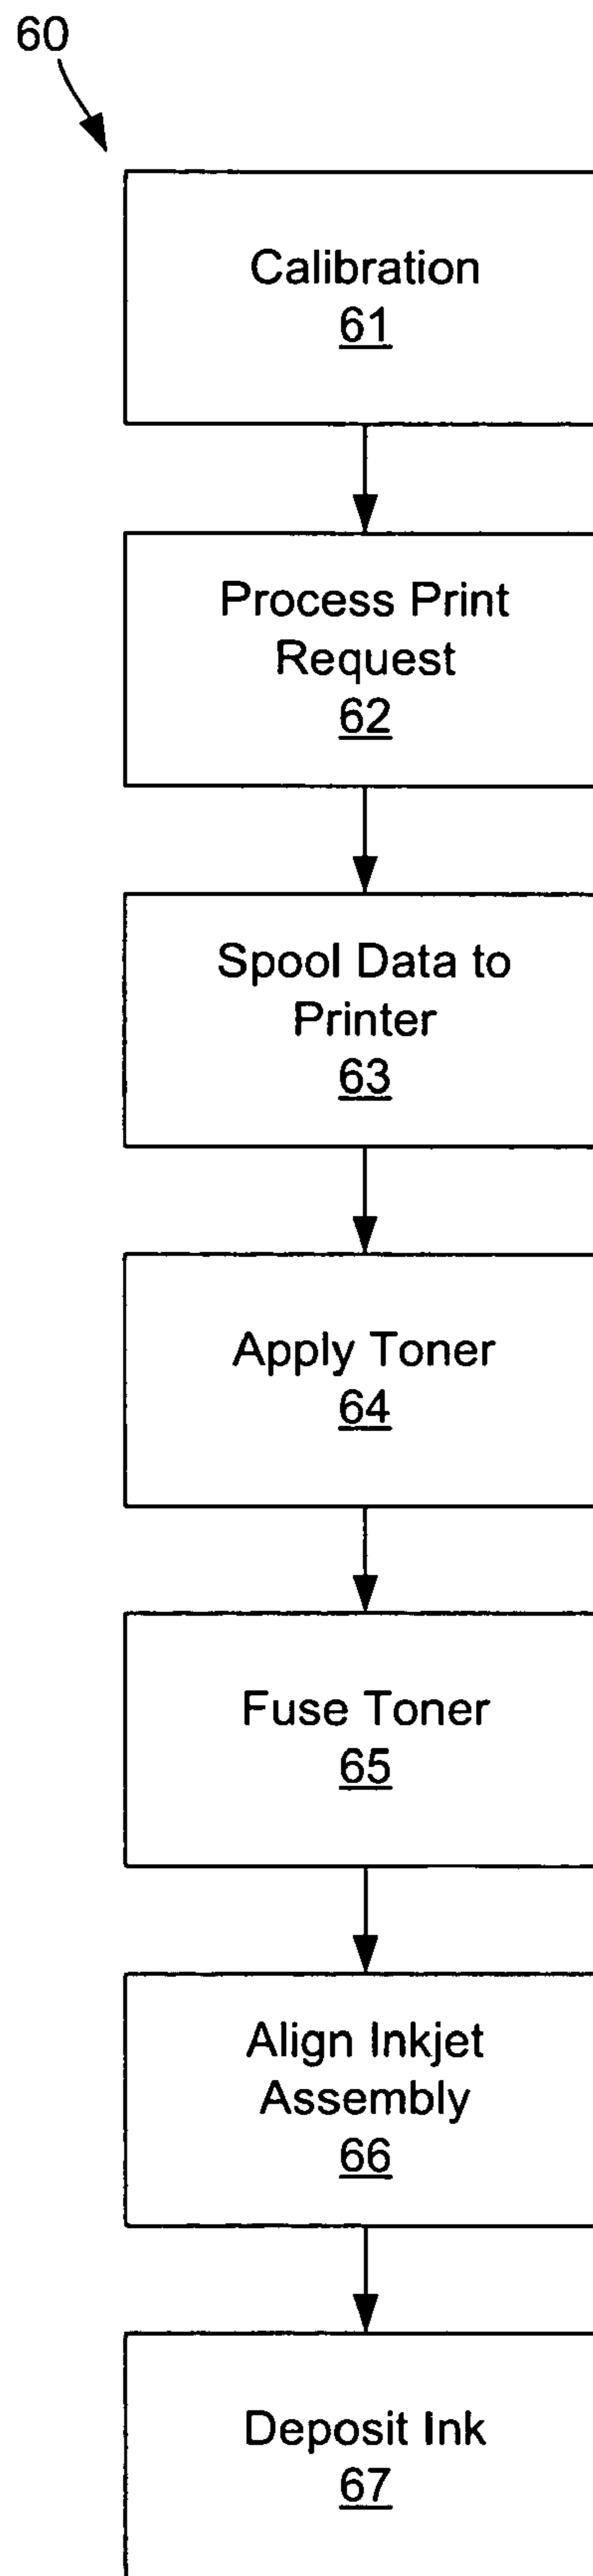 60
Calibration
61
Process Print
Request
62
Spool Data to
Printer
63
Apply Toner
64
Fuse Toner
65
Align Inkjet
Assembly
66
Deposit Ink
67